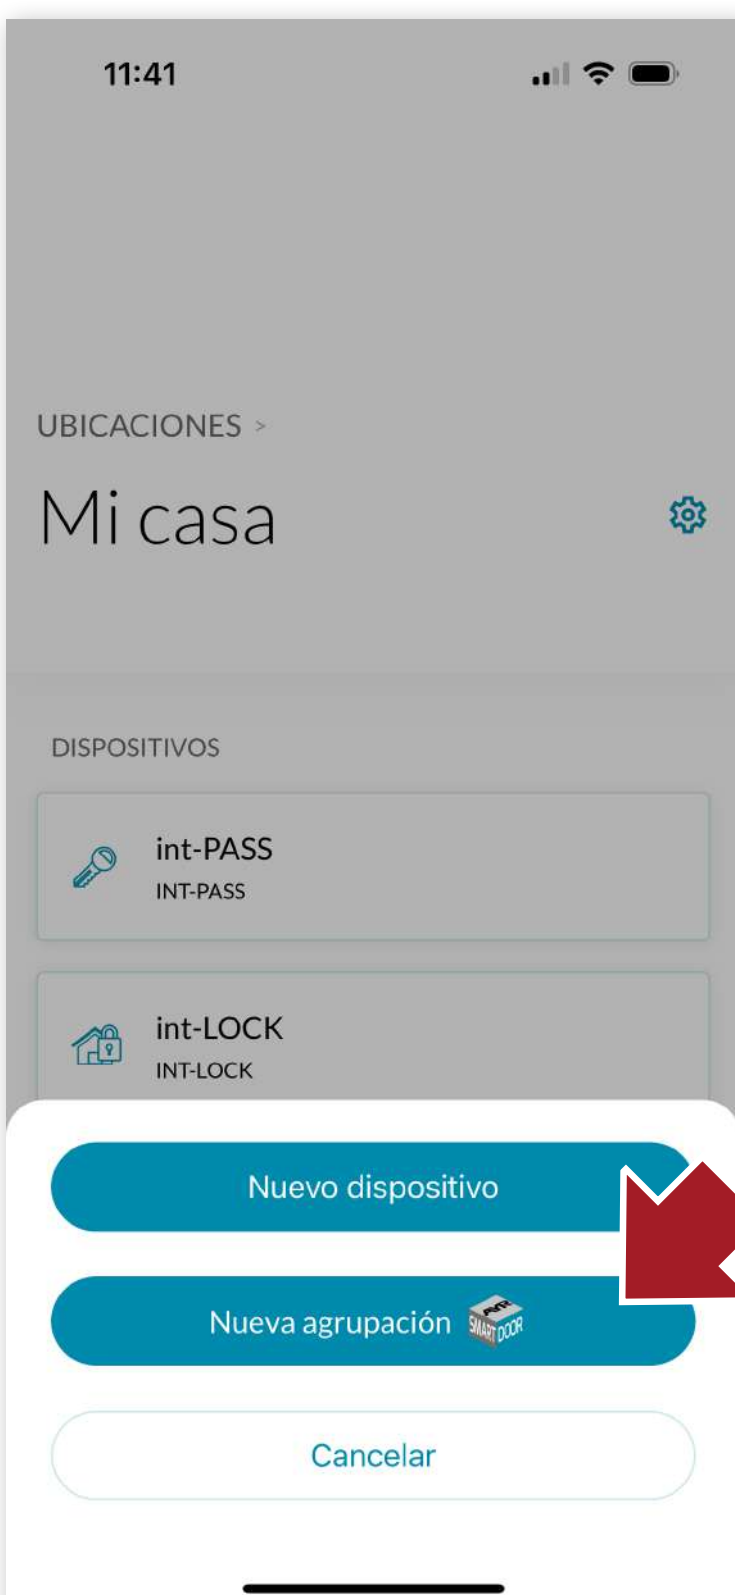 11:41
UBICACIONES >
Mi casa
DISPOSITIVOS
int-PASS
INT-PASS
int-LOCK
INT-LOCK
Nuevo dispositivo
Nueva agrupación AYR SMART DOOR
Cancelar